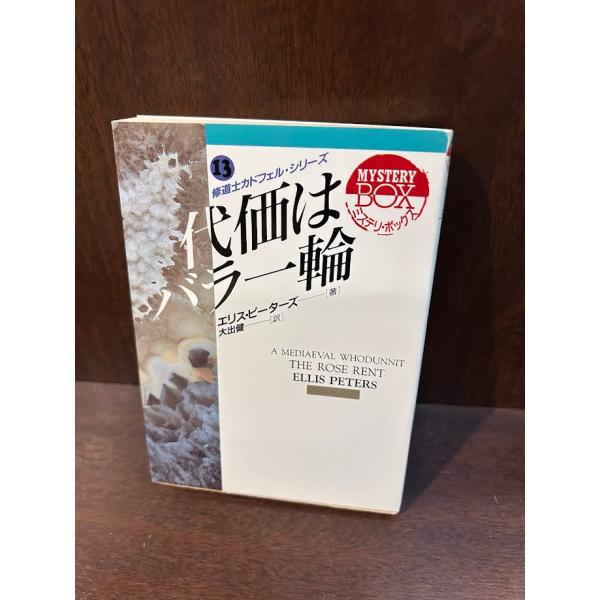 13
修道士カドフェル・シリーズ
MYSTERY
BOX
ミステリ・ボックス
代価は
バラ一輪
エリス・ピーターズ——[著]
大出健——[訳]
A MEDIAEVAL WHODUNNIT
THE ROSE RENT
ELLIS PETERS